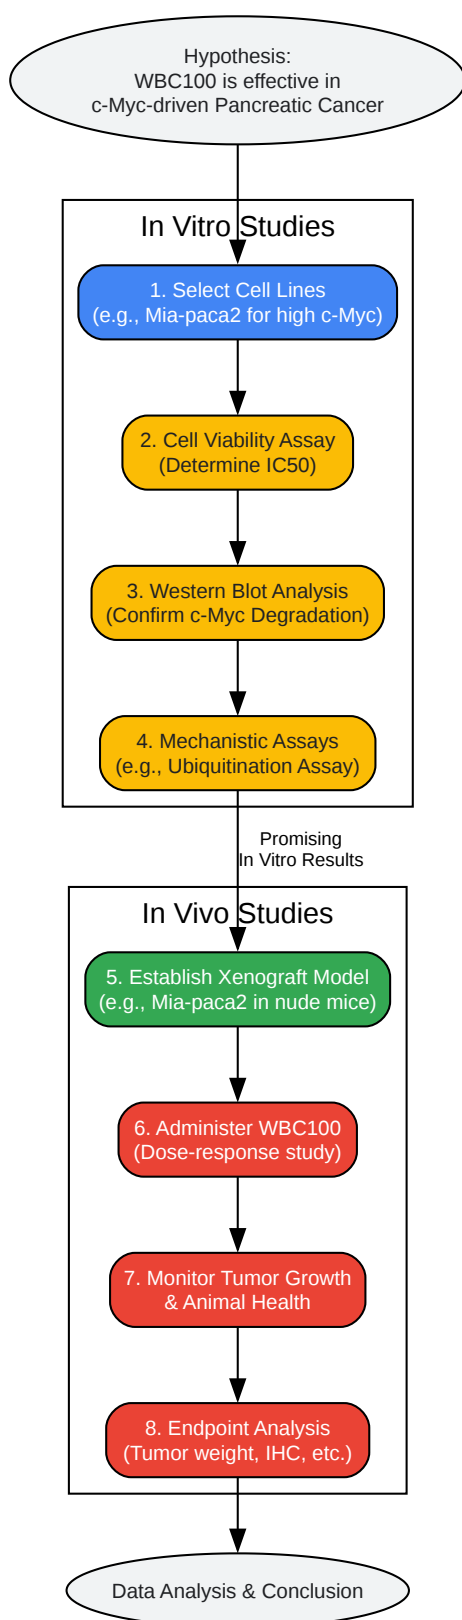 Hypothesis:
WBC100 is effective in
c-Myc-driven Pancreatic Cancer
In Vitro Studies
1. Select Cell Lines
(e.g., Mia-paca2 for high c-Myc)
2. Cell Viability Assay
(Determine IC50)
3. Western Blot Analysis
(Confirm c-Myc Degradation)
4. Mechanistic Assays
(e.g., Ubiquitination Assay)
Promising
In Vitro Results
In Vivo Studies
5. Establish Xenograft Model
(e.g., Mia-paca2 in nude mice)
6. Administer WBC100
(Dose-response study)
7. Monitor Tumor Growth
& Animal Health
8. Endpoint Analysis
(Tumor weight, IHC, etc.)
Data Analysis & Conclusion